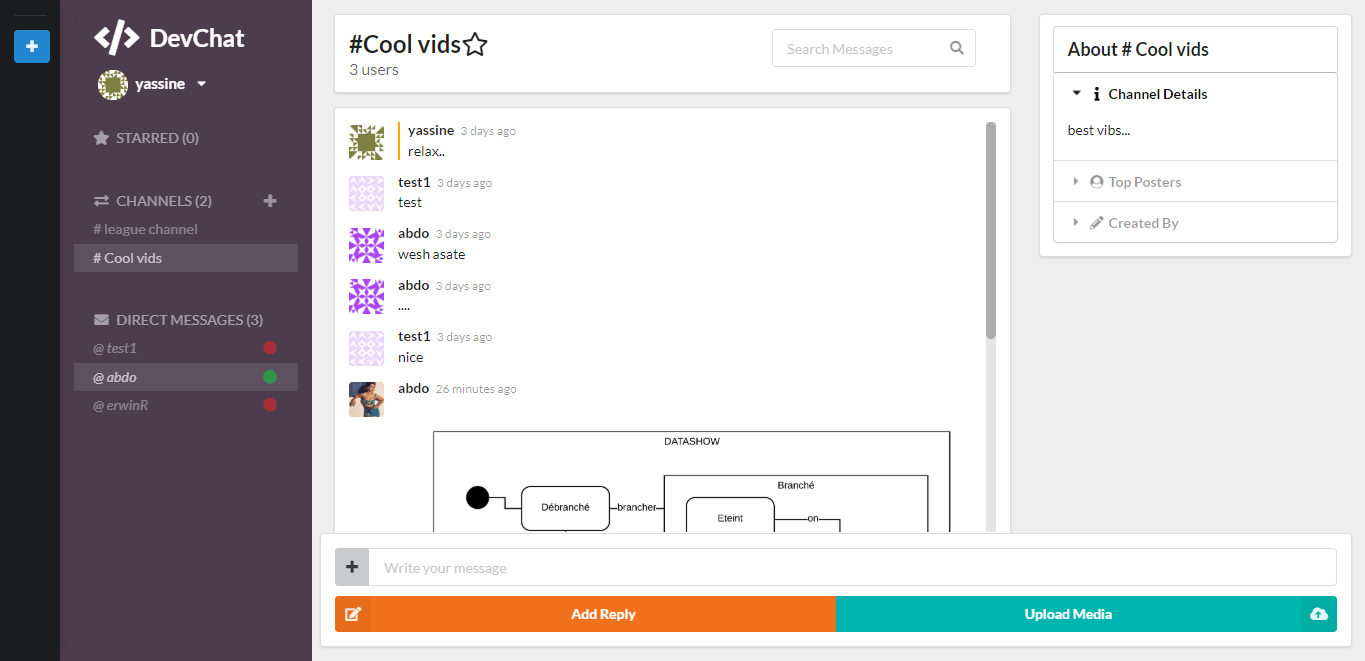 DevChat
yassine
STARRED (0)
CHANNELS (2)
# league channel
# Cool vids
DIRECT MESSAGES (3)
@ test1
@ abdo
@ erwinR
#Cool vids
3 users
Search Messages
yassine 3 days ago
relax..
test1 3 days ago
test
abdo 3 days ago
wesh asate
abdo 3 days ago
....
test1 3 days ago
nice
abdo 26 minutes ago
DATASHOW
Branché
Débranché
brancher
Eteint
on
Write your message
Add Reply
Upload Media
About # Cool vids
Channel Details
best vibs...
Top Posters
Created By